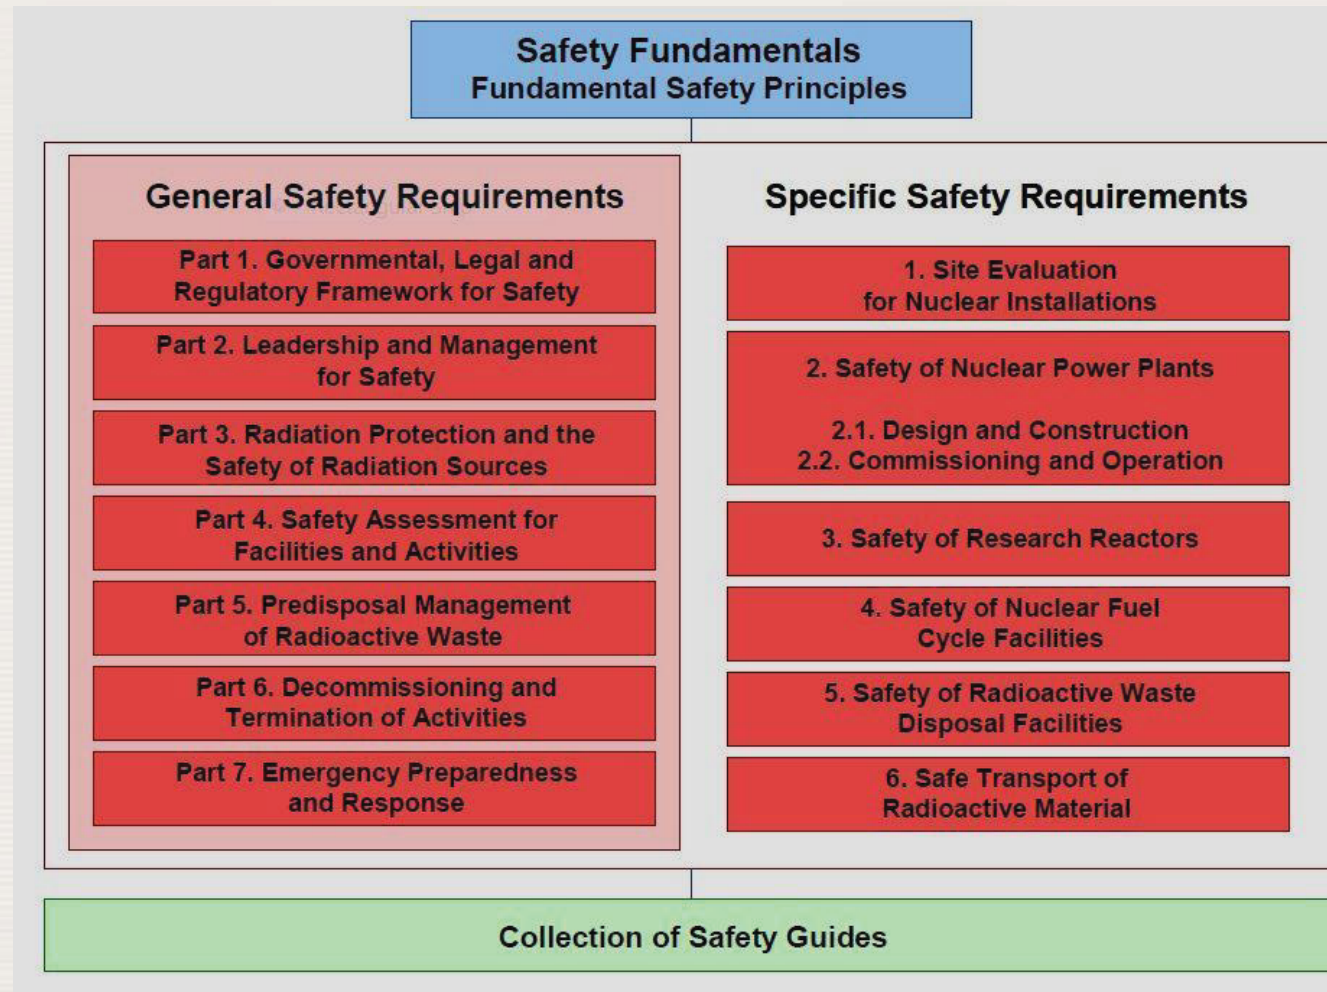 Safety Fundamentals
Fundamental Safety Principles
General Safety Requirements
Part 1. Governmental, Legal and
Regulatory Framework for Safety
Part 2. Leadership and Management
for Safety
Part 3. Radiation Protection and the
Safety of Radiation Sources
Part 4. Safety Assessment for
Facilities and Activities
Part 5. Predisposal Management
of Radioactive Waste
Part 6. Decommissioning and
Termination of Activities
Part 7. Emergency Preparedness
and Response
Specific Safety Requirements
1. Site Evaluation
for Nuclear Installations
2. Safety of Nuclear Power Plants
2.1. Design and Construction
2.2. Commissioning and Operation
3. Safety of Research Reactors
4. Safety of Nuclear Fuel
Cycle Facilities
5. Safety of Radioactive Waste
Disposal Facilities
6. Safe Transport of
Radioactive Material
Collection of Safety Guides